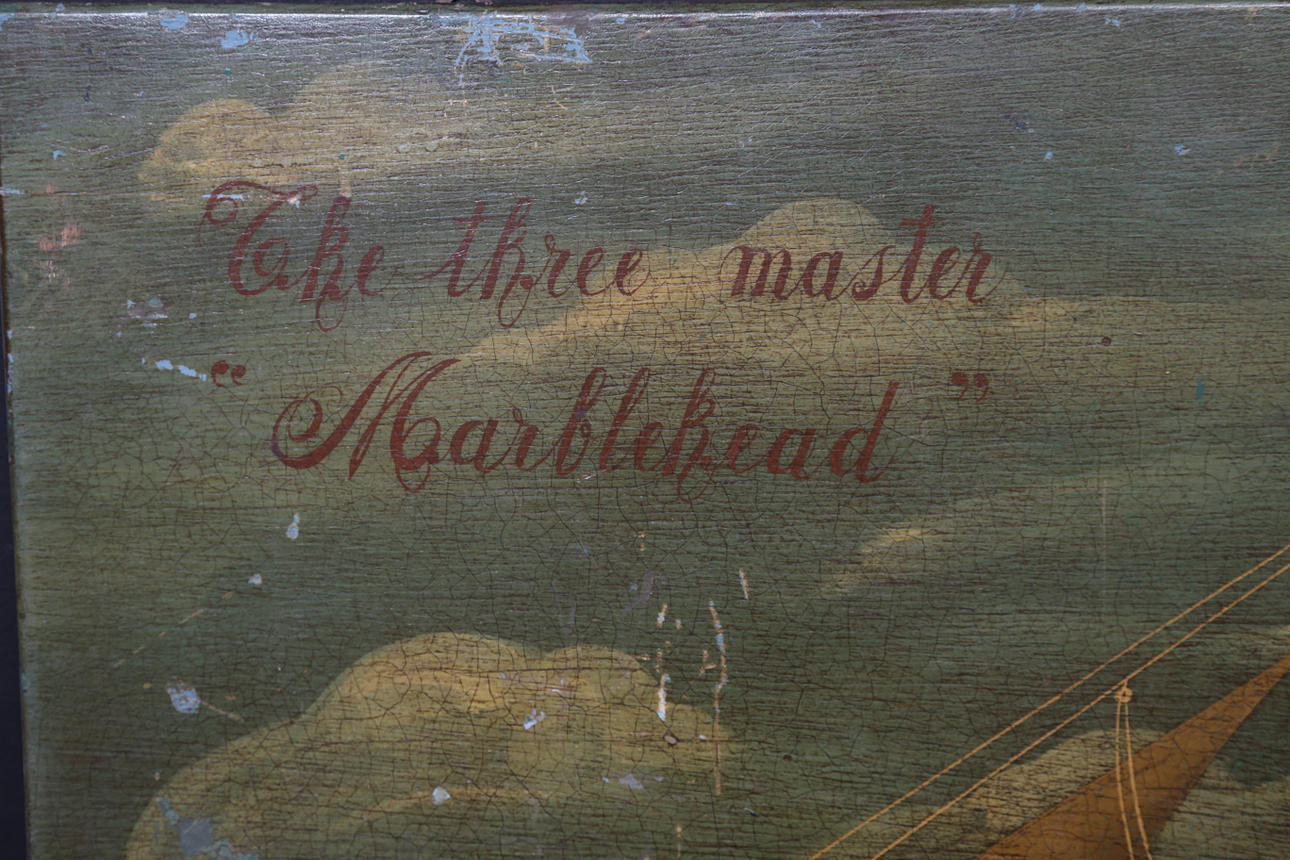 The three master
“Marblehead”